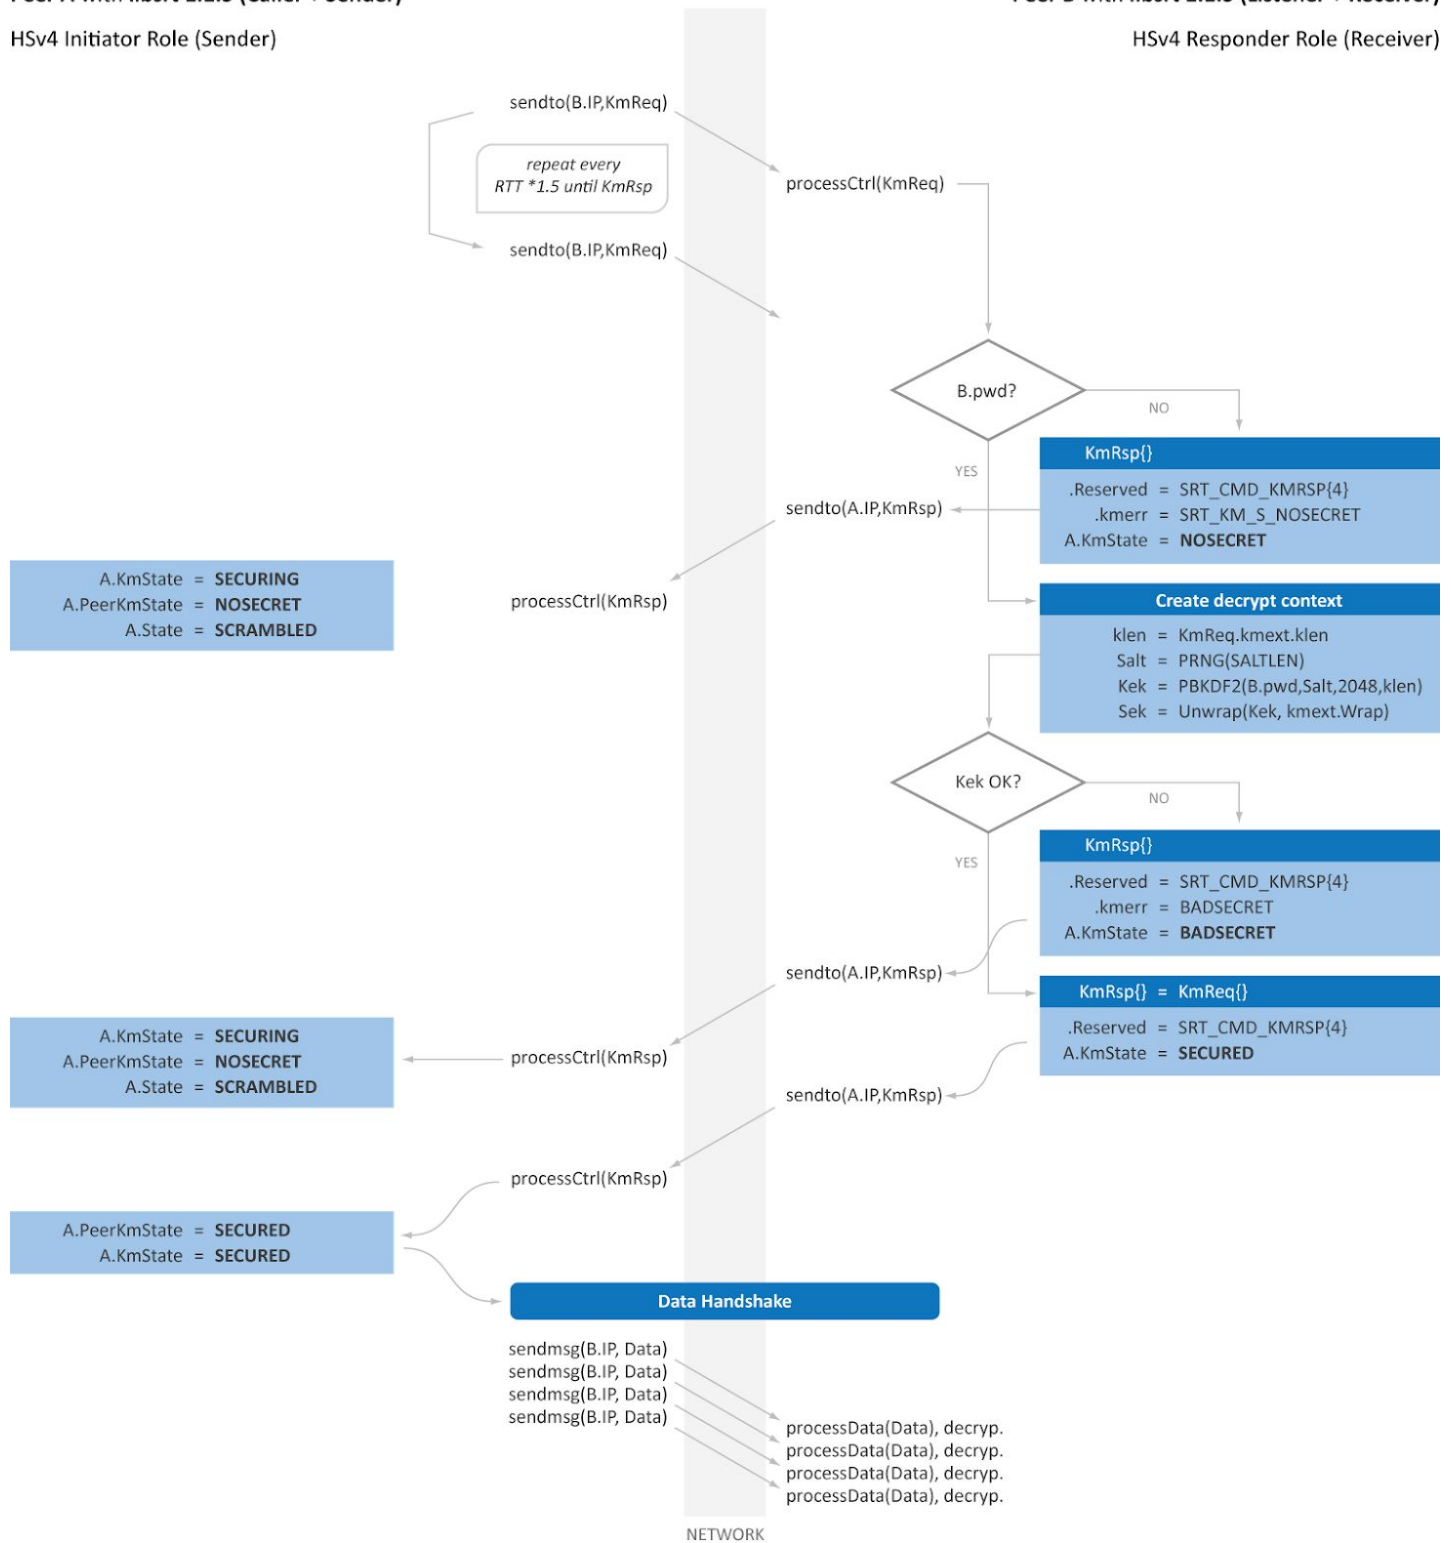 HSv4 Initiator Role (Sender)
HSv4 Responder Role (Receiver)
sendto(B.IP,KmReq)
repeat every
RTT *1.5 until KmRsp
processCtrl(KmReq)
sendto(B.IP,KmReq)
B.pwd?
NO
YES
KmRsp{}
.Reserved = SRT_CMD_KMRSP{4}
.kmerr = SRT_KM_S_NOSECRET
A.KmState = NOSECRET
sendto(A.IP,KmRsp)
processCtrl(KmRsp)
A.KmState = SECURING
A.PeerKmState = NOSECRET
A.State = SCRAMBLED
Create decrypt context
klen = KmReq.kmext.klen
Salt = PRNG(SALTLEN)
Kek = PBKDF2(B.pwd,Salt,2048,klen)
Sek = Unwrap(Kek, kmext.Wrap)
Kek OK?
NO
YES
KmRsp{}
.Reserved = SRT_CMD_KMRSP{4}
.kmerr = BADSECRET
A.KmState = BADSECRET
sendto(A.IP,KmRsp)
KmRsp{} = KmReq{}
.Reserved = SRT_CMD_KMRSP{4}
A.KmState = SECURED
A.KmState = SECURING
A.PeerKmState = NOSECRET
A.State = SCRAMBLED
processCtrl(KmRsp)
sendto(A.IP,KmRsp)
processCtrl(KmRsp)
A.PeerKmState = SECURED
A.KmState = SECURED
Data Handshake
sendmsg(B.IP, Data)
sendmsg(B.IP, Data)
sendmsg(B.IP, Data)
sendmsg(B.IP, Data)
processData(Data), decryp.
processData(Data), decryp.
processData(Data), decryp.
processData(Data), decryp.
NETWORK